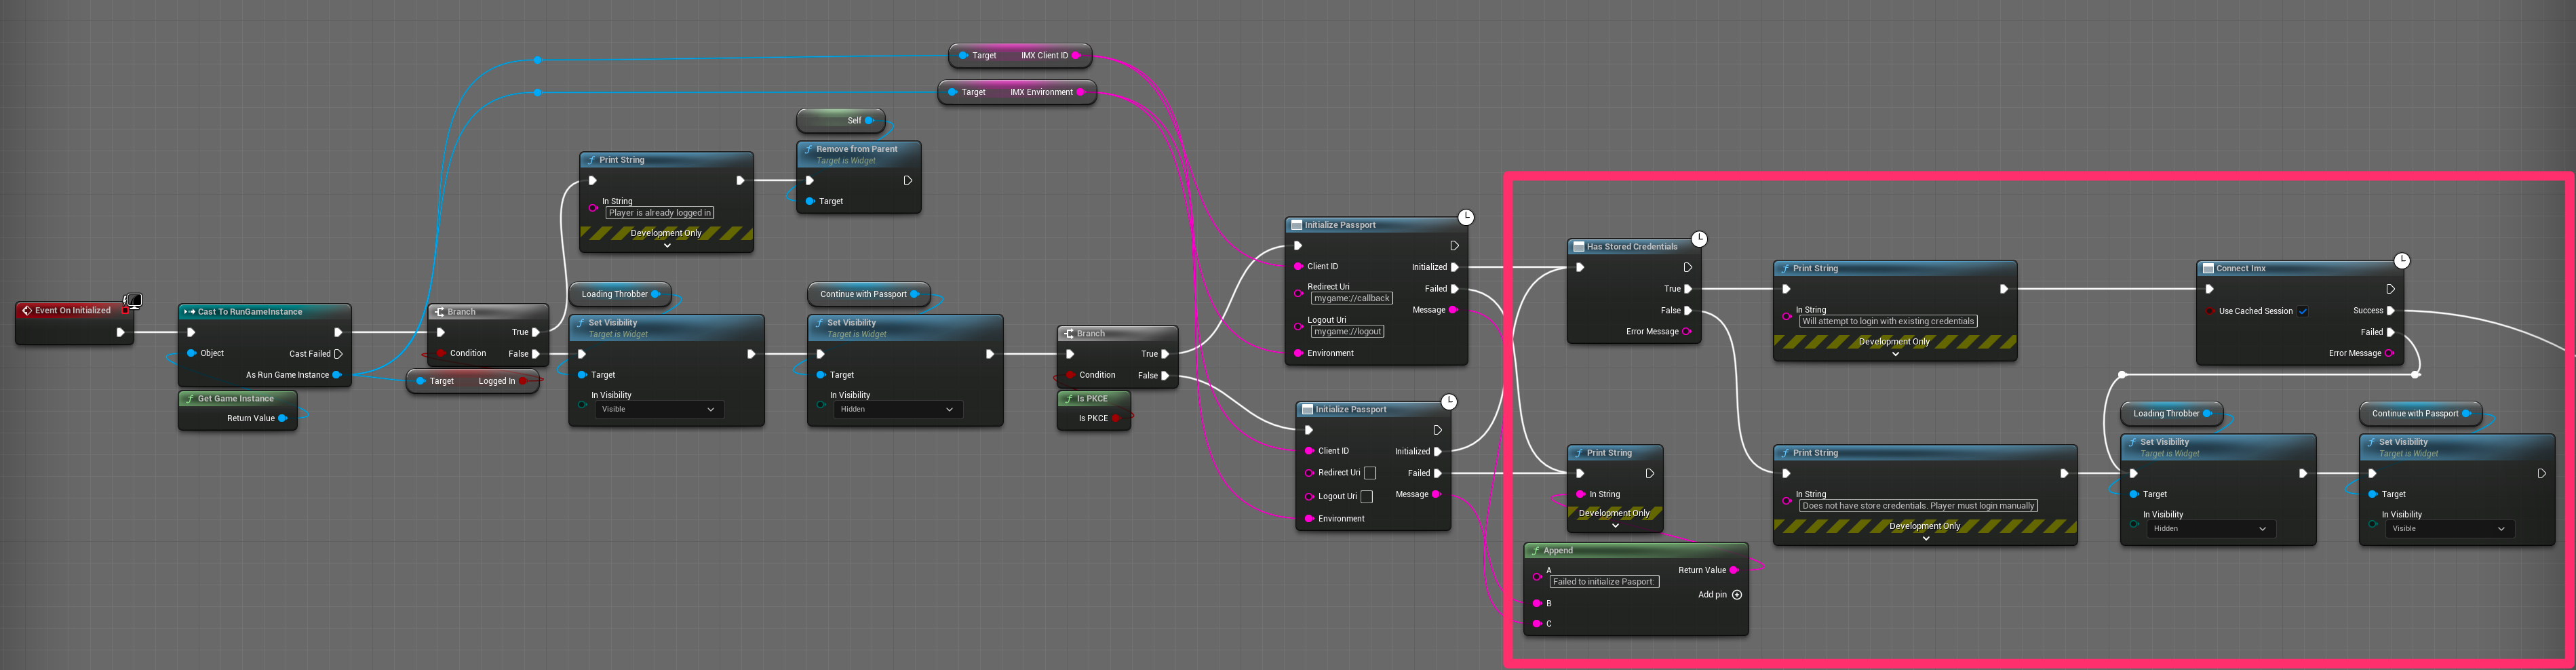 Target IMX Client ID
Target IMX Environment
Self
Remove from Parent
Target is Widget
Target
Print String
In String
Player is already logged in
Development Only
Event On Initialized
Cast To RunGameInstance
Object Cast Failed
As Run Game Instance
Get Game Instance
Return Value
Branch
True
Condition False
Target Logged In
Loading Throbber
Set Visibility
Target is Widget
Target
In Visibility
Visible
Continue with Passport
Set Visibility
Target is Widget
Target
In Visibility
Hidden
Branch
True
Condition False
Is PKCE
Is PKCE
Initialize Passport
Client ID Initialized
Redirect Uri Failed
mygame://callback
Message
Logout Uri
mygame://logout
Environment
Initialize Passport
Client ID Initialized
Redirect Uri Failed
Logout Uri Message
Environment
Has Stored Credentials
True
False
Error Message
Print String
In String
Development Only
Append
A Return Value
Failed to initialize Pasport:
Add pin
B
C
Print String
In String
Will attempt to login with existing credentials
Development Only
Print String
In String
Does not have store credentials. Player must login manually
Development Only
Connect Imx
Use Cached Session Success
Failed
Error Message
Loading Throbber
Set Visibility
Target is Widget
Target
In Visibility
Hidden
Continue with Passport
Set Visibility
Target is Widget
Target
In Visibility
Visible